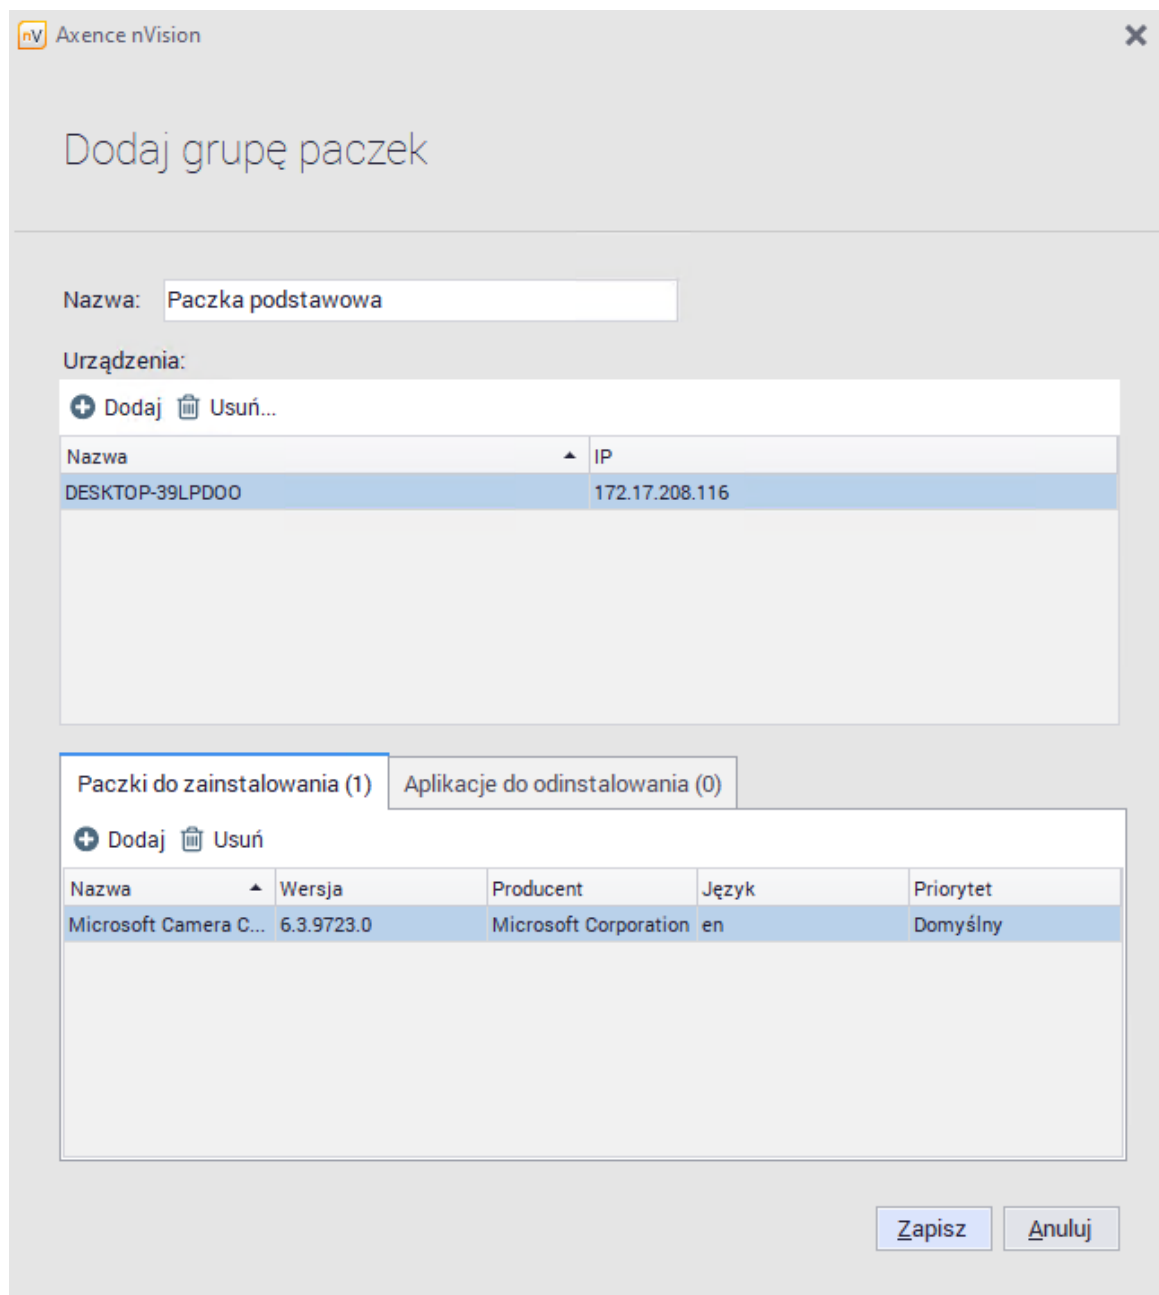 nV Axence nVision
Dodaj grupę paczek
Nazwa: Paczka podstawowa
Urządzenia:
Dodaj Usuń...
Nazwa IP
DESKTOP-39LPDOO 172.17.208.116
Paczki do zainstalowania (1) Aplikacje do odinstalowania (0)
Dodaj Usuń
Nazwa Wersja Producent Język Priorytet
Microsoft Camera C... 6.3.9723.0 Microsoft Corporation en Domyślny
Zapisz Anuluj